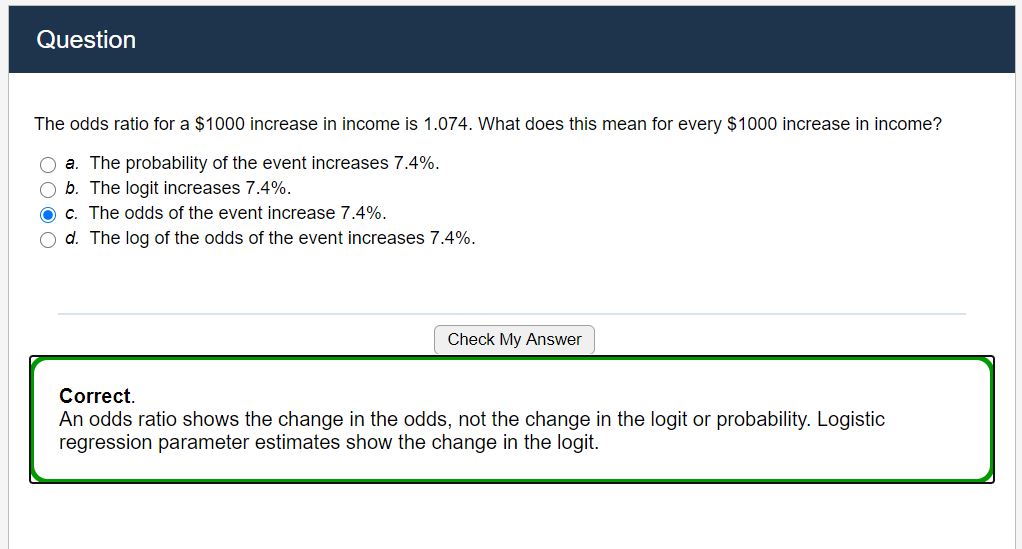 Question
The odds ratio for a $1000 increase in income is 1.074. What does this mean for every $1000 increase in income?
a. The probability of the event increases 7.4%.
b. The logit increases 7.4%.
c. The odds of the event increase 7.4%.
d. The log of the odds of the event increases 7.4%.
Check My Answer
Correct.
An odds ratio shows the change in the odds, not the change in the logit or probability. Logistic
regression parameter estimates show the change in the logit.